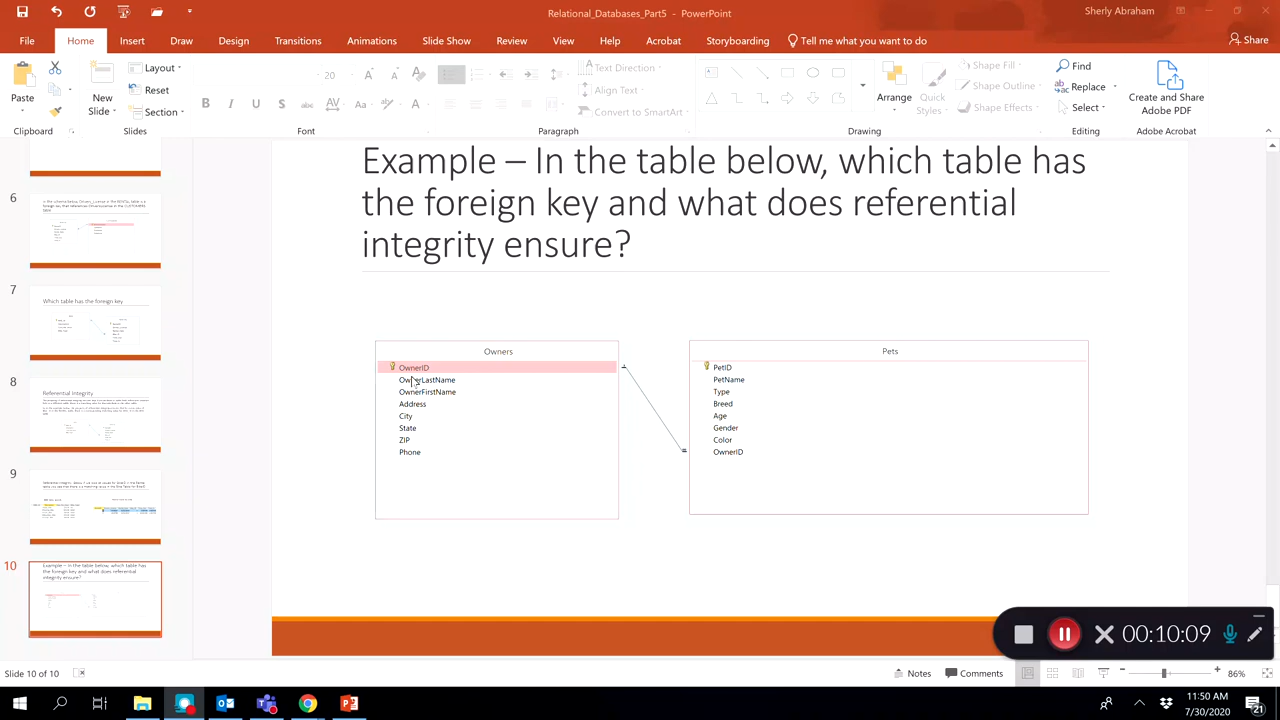 Relational_Databases_Part5 - PowerPoint
Sherly Abraham
File Home Insert Draw Design Transitions Animations Slide Show Review View Help Acrobat Storyboarding Tell me what you want to do Share
Paste
New Slide
Layout
Reset
Section
20
B I U S abc AV Aa A
Text Direction
Align Text
Convert to SmartArt
Arrange
Quick Styles
Shape Fill
Shape Outline
Shape Effects
Find
Replace
Select
Create and Share Adobe PDF
Clipboard Slides Font Paragraph Drawing Editing Adobe Acrobat
6
7
Which table has the foreign key
8
Referential Integrity
9
10
Example – In the table below, which table has the foreign key and what does referential integrity ensure?
Example – In the table below, which table has
the foreign key and what does referential
integrity ensure?
Owners
OwnerID
OwnerLastName
OwnerFirstName
Address
City
State
ZIP
Phone
Pets
PetID
PetName
Type
Breed
Age
Gender
Color
OwnerID
00:10:09
Slide 10 of 10
Notes
Comments
86%
11:50 AM
7/30/2020
21